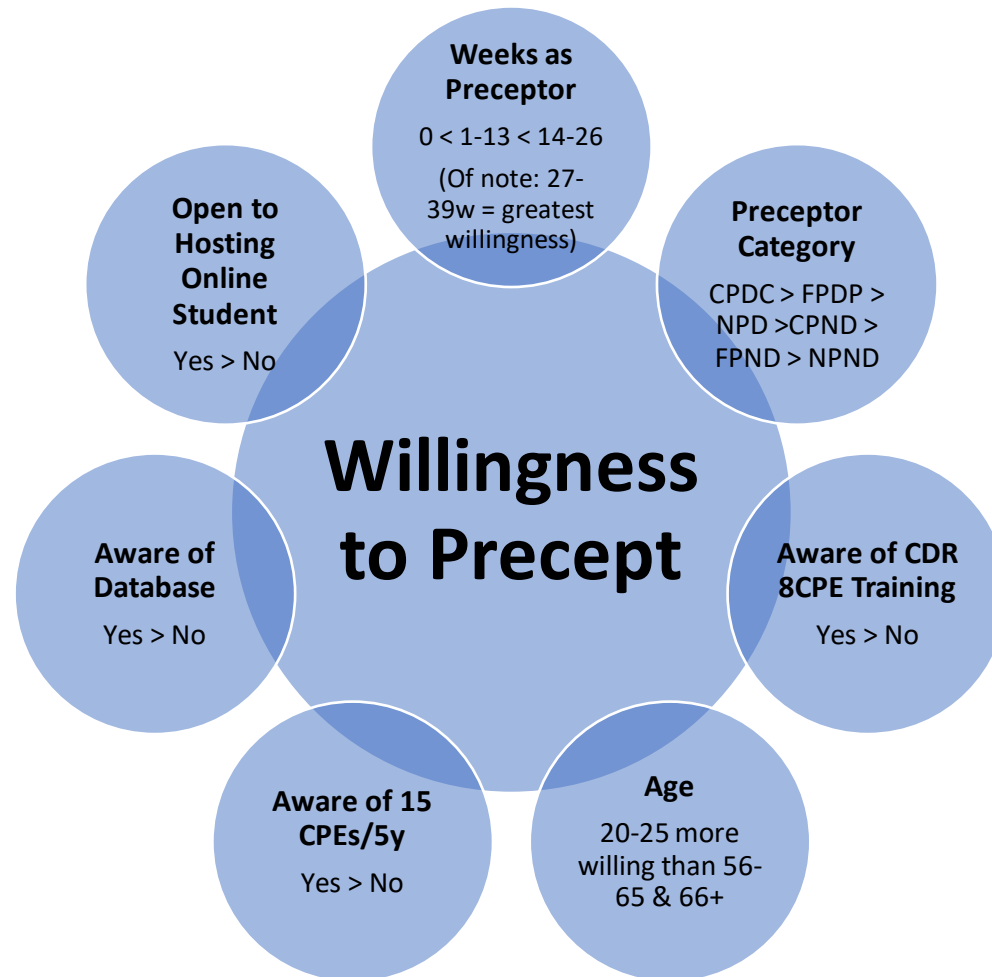 Weeks as
Preceptor
0 < 1-13 < 14-26
(Of note: 27-
39w = greatest
willingness)
Preceptor
Category
CPDC > FPDP >
NPD >CPND >
FPND > NPND
Aware of CDR
8CPE Training
Yes > No
Age
20-25 more
willing than 56-
65 & 66+
Aware of 15
CPEs/5y
Yes > No
Aware of
Database
Yes > No
Open to
Hosting
Online
Student
Yes > No
Willingness
to Precept